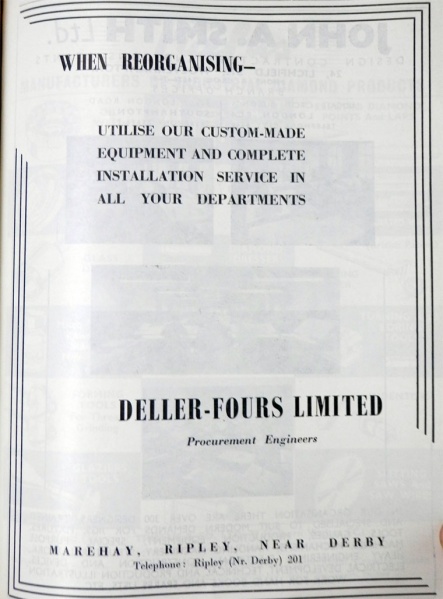 WHEN REORGANISING—
UTILISE OUR CUSTOM-MADE
EQUIPMENT AND COMPLETE
INSTALLATION SERVICE IN
ALL YOUR DEPARTMENTS
DELLER-FOURS LIMITED
Procurement Engineers
MAREHAY, RIPLEY, NEAR DERBY
Telephone: Ripley (Nr. Derby) 201